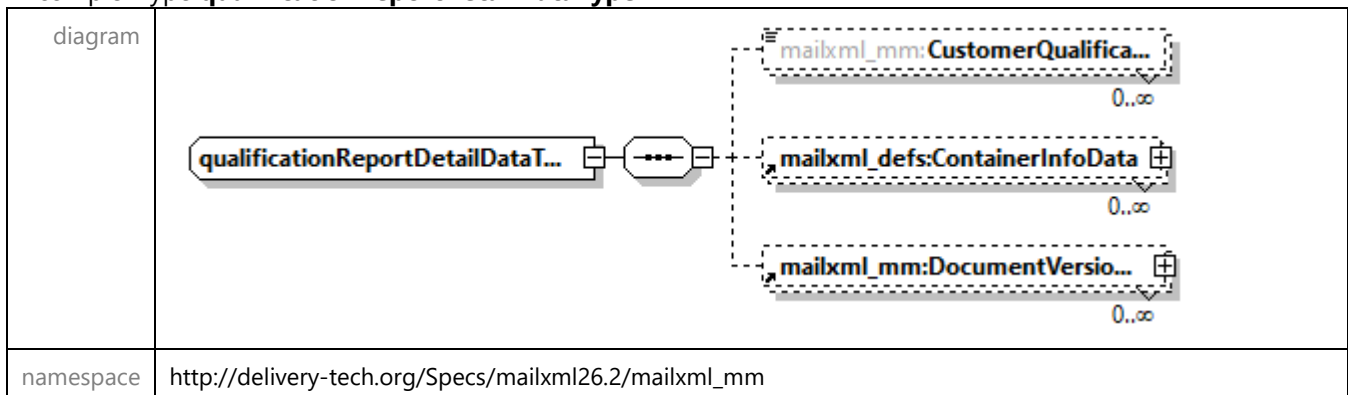 diagram
mailxml_mm:CustomerQualifica...
0..∞
qualificationReportDetailDataT...
mailxml_defs:ContainerInfoData
0..∞
mailxml_mm:DocumentVersio...
0..∞
namespace http://delivery-tech.org/Specs/mailxml26.2/mailxml_mm